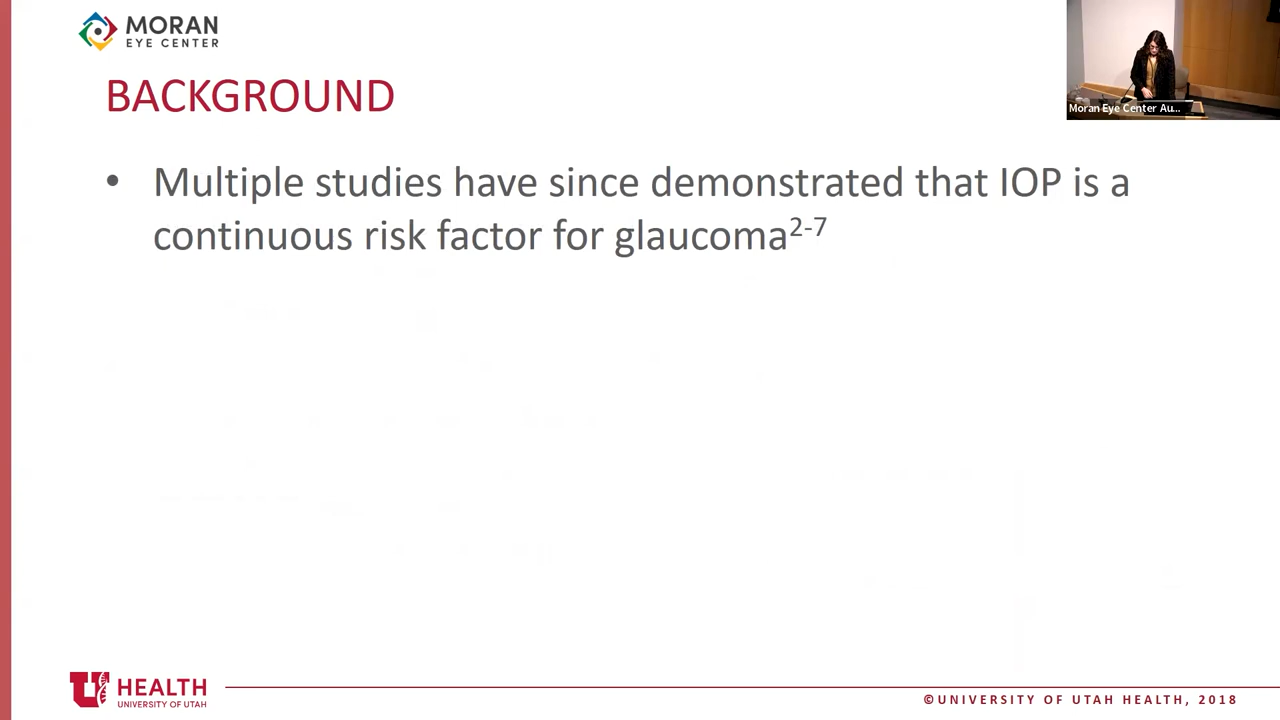 MORAN
EYE CENTER
Moran Eye Center Au...
BACKGROUND
• Multiple studies have since demonstrated that IOP is a
continuous risk factor for glaucoma2-7
U HEALTH
UNIVERSITY OF UTAH
©UNIVERSITY OF UTAH HEALTH, 2018